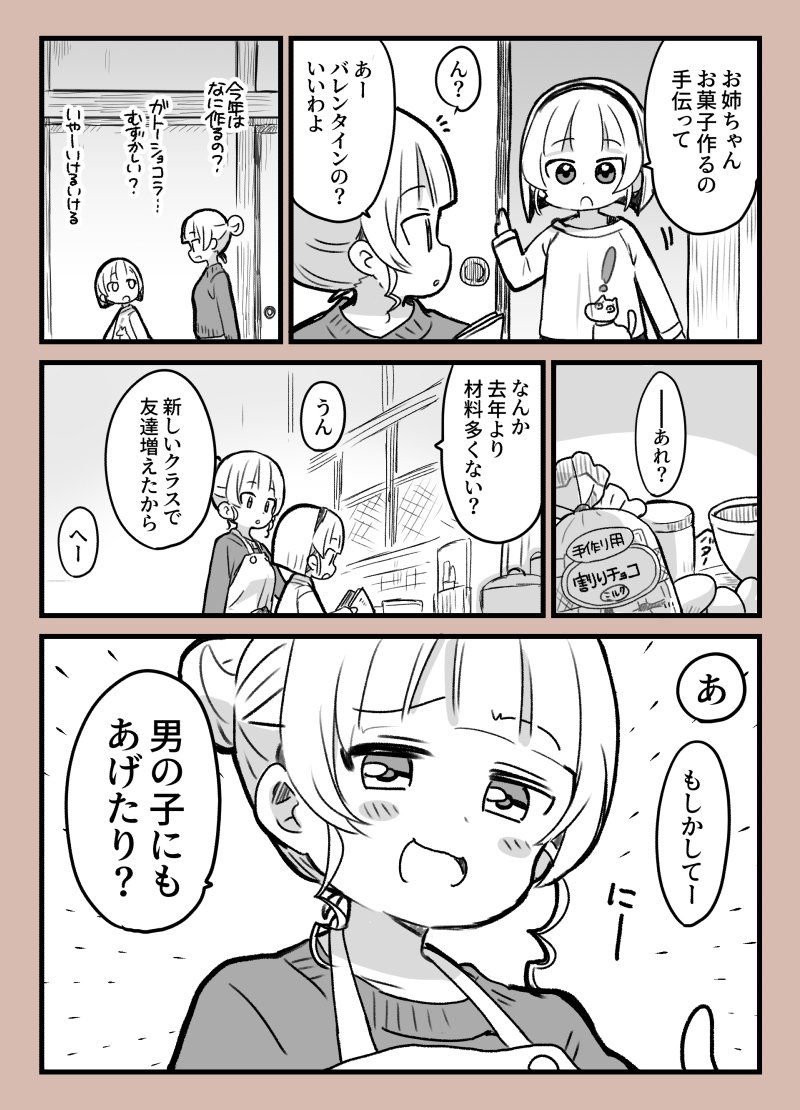 お姉ちゃん
お菓子作るの
手伝って
ん?
あー
バレンタインの?
いいわよ
今年は
なに作るの?
ガトーショコラ…
むずかしい?
いやーいけるいける
ーーあれ?
手作り用
割りチョコ
ミルク
なんか
去年より
材料多くない?
うん
新しいクラスで
友達増えたから
へー
あ
もしかしてー
にー
男の子にも
あげたり?